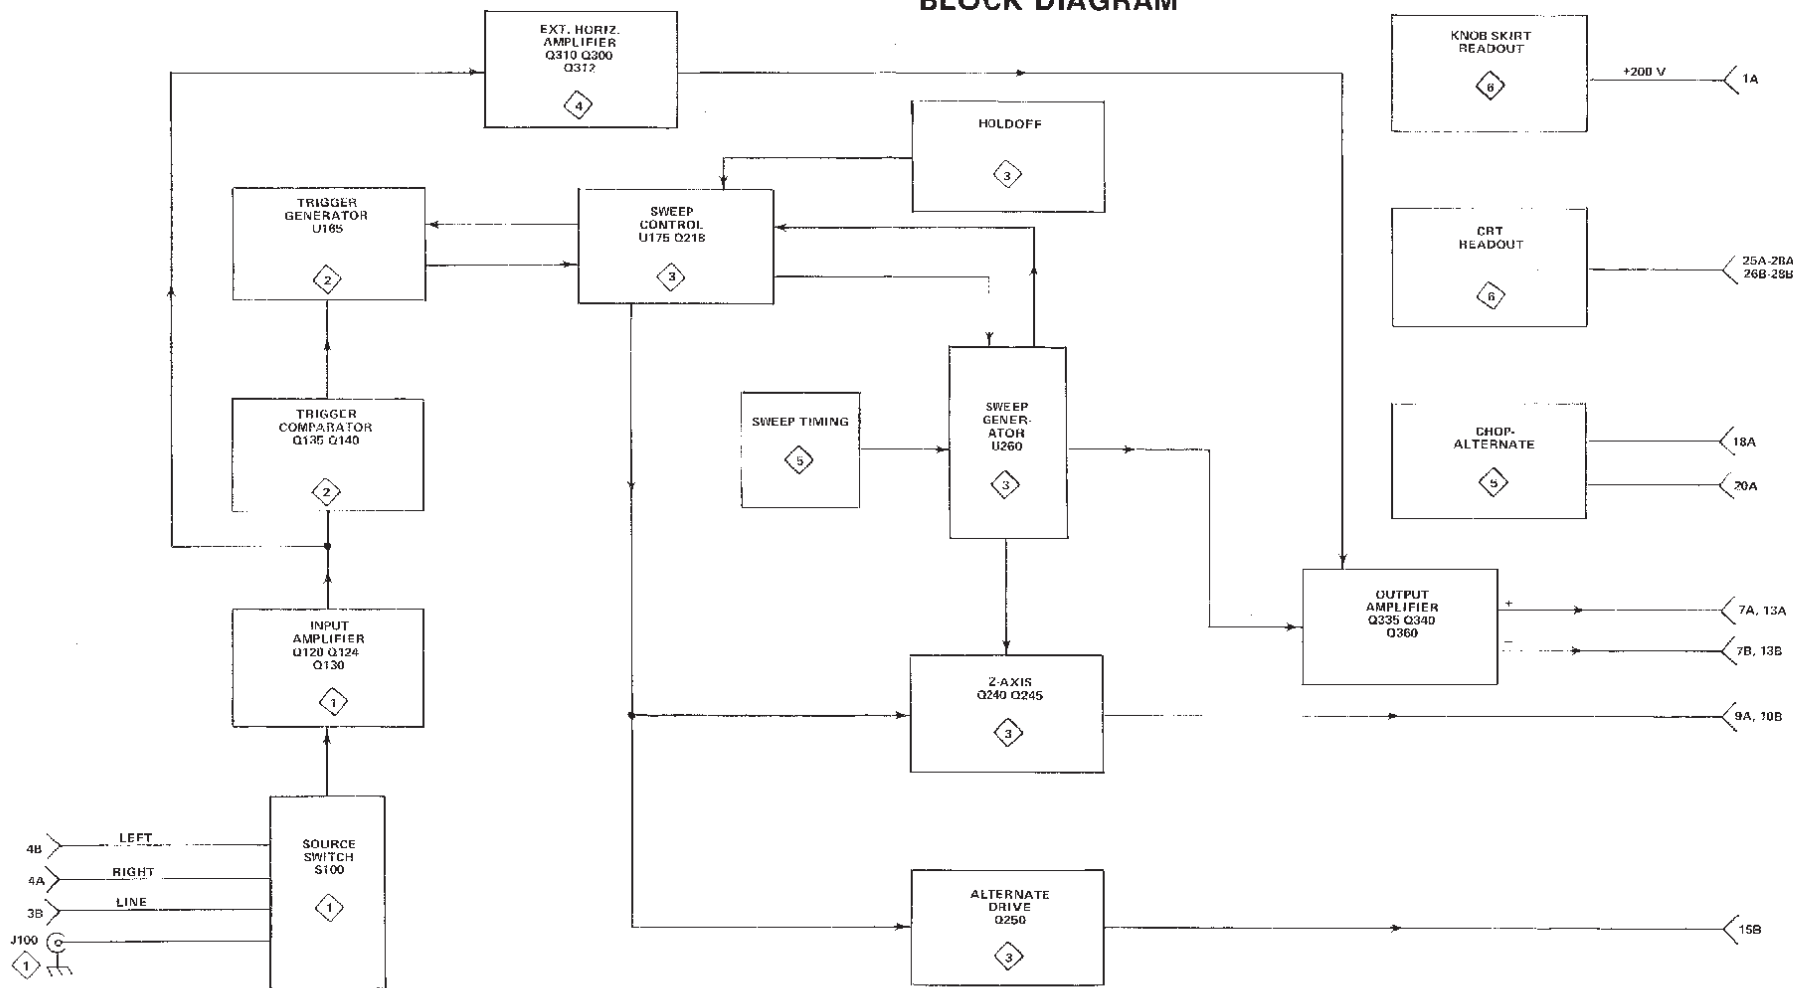 BLOCK DIAGRAM
EXT. HORIZ.
AMPLIFIER
Q310 Q300
Q312
4
KNOB SKIRT
READOUT
6
+200 V
1A
HOLDOFF
3
TRIGGER
GENERATOR
U165
2
SWEEP
CONTROL
U175 Q218
3
CRT
READOUT
6
25A-28A
26B-28B
TRIGGER
COMPARATOR
Q135 Q140
2
SWEEP TIMING
5
SWEEP
GENER-
ATOR
U260
3
CHOP-
ALTERNATE
5
18A
20A
INPUT
AMPLIFIER
Q120 Q124
Q130
1
OUTPUT
AMPLIFIER
Q335 Q340
Q360
+
7A, 13A
–
7B, 13B
Z-AXIS
Q240 Q245
3
9A, 10B
SOURCE
SWITCH
S100
1
4B
LEFT
4A
RIGHT
3B
LINE
J100
1
ALTERNATE
DRIVE
Q250
3
15B